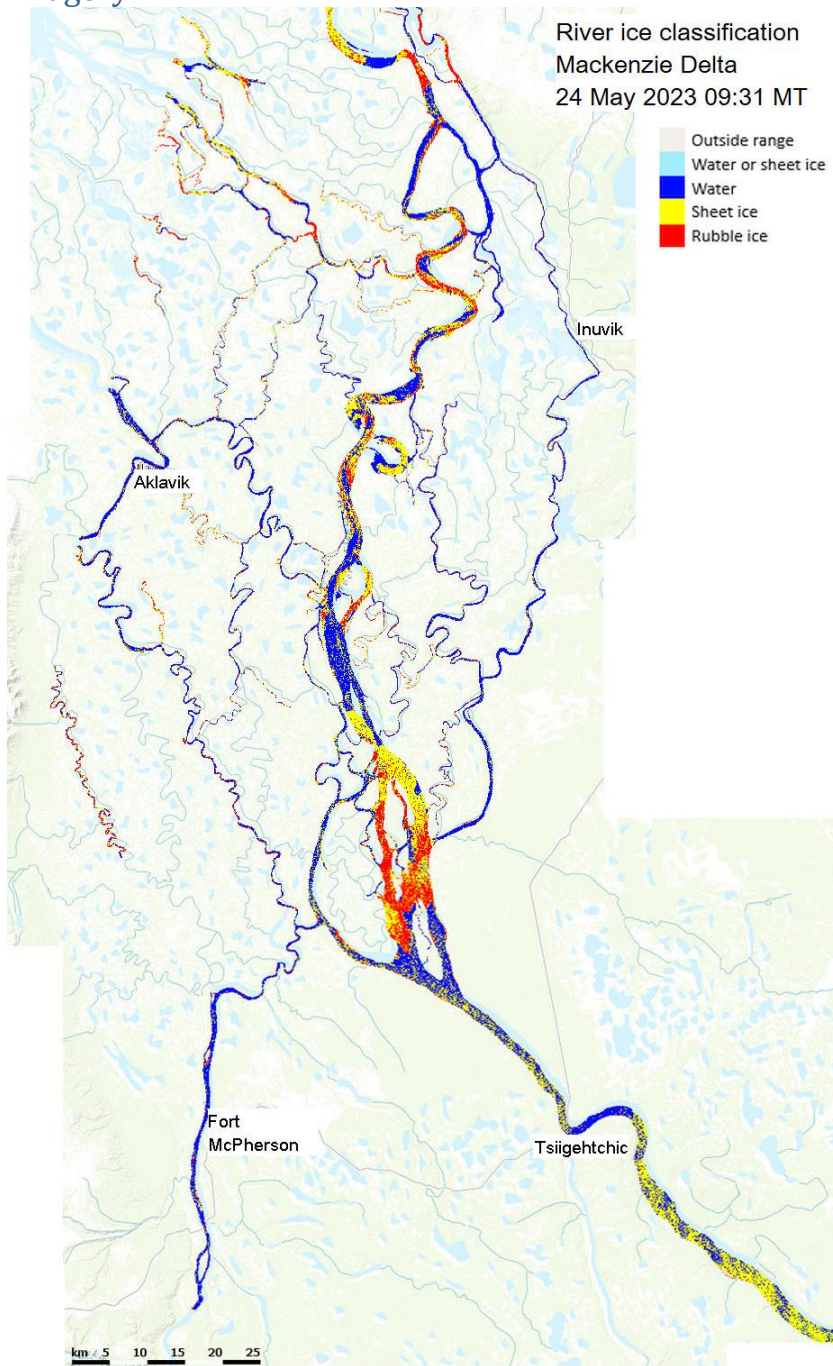 River ice classification
Mackenzie Delta
24 May 2023 09:31 MT
Outside range
Water or sheet ice
Water
Sheet ice
Rubble ice
Inuvik
Aklavik
Fort
McPherson
Tsiigehtchic
km 5 10 15 20 25